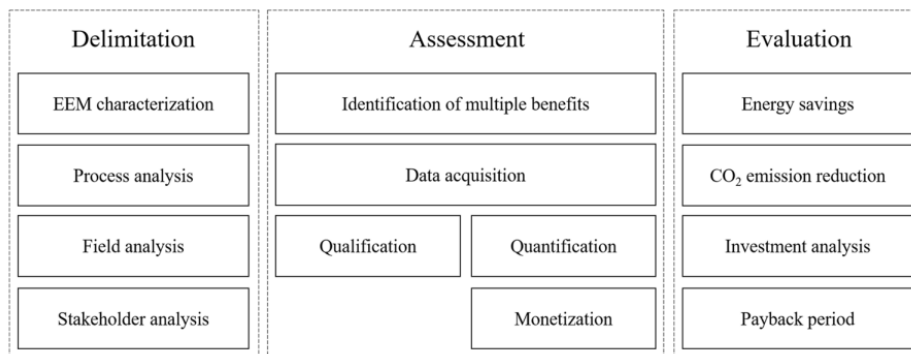 Delimitation
EEM characterization
Process analysis
Field analysis
Stakeholder analysis
Assessment
Identification of multiple benefits
Data acquisition
Qualification
Quantification
Monetization
Evaluation
Energy savings
CO₂ emission reduction
Investment analysis
Payback period